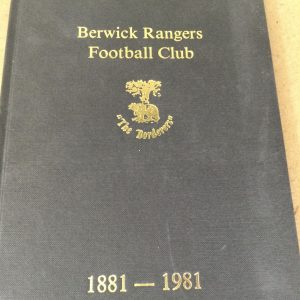 Berwick Rangers
Football Club
"The Borderers"
1881 — 1981